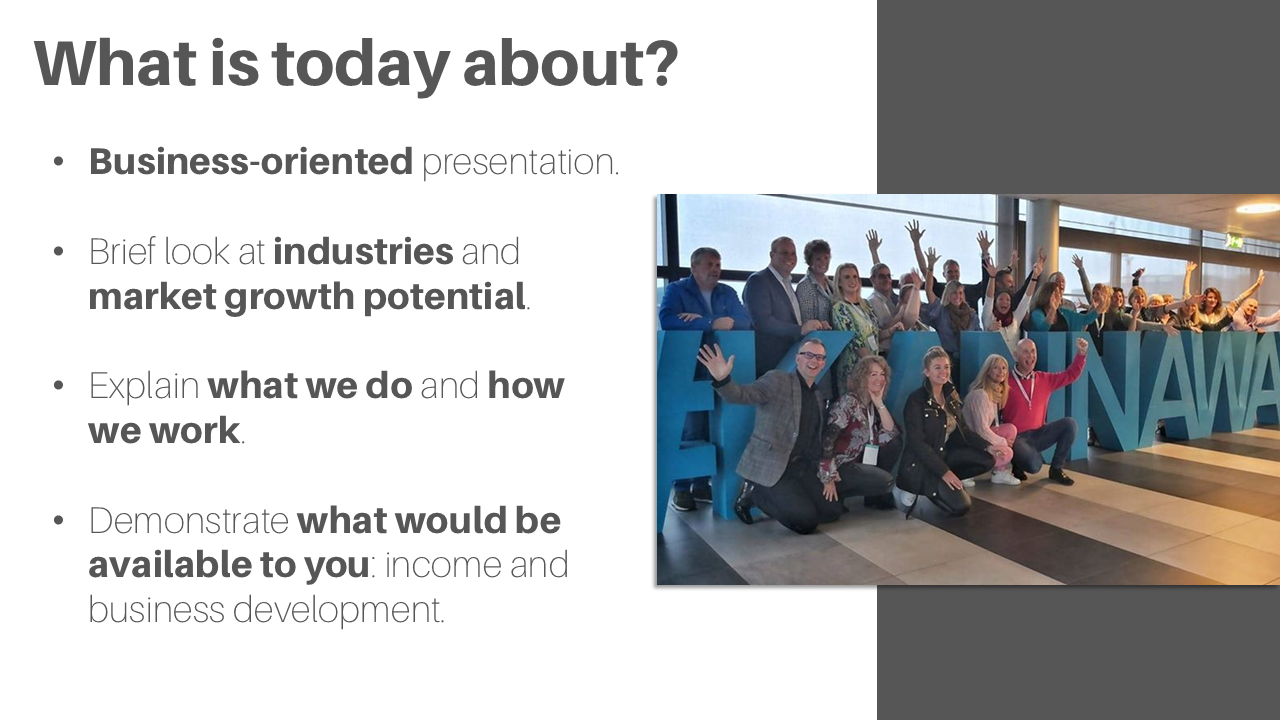 What is today about?
• Business-oriented presentation.
• Brief look at industries and
market growth potential.
• Explain what we do and how
we work.
• Demonstrate what would be
available to you: income and
business development.